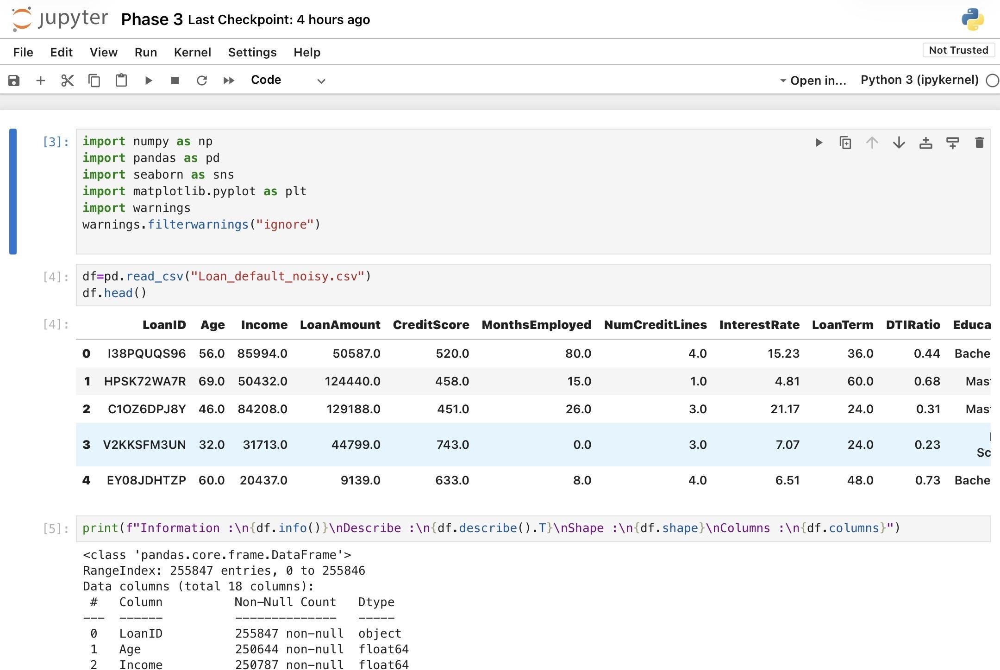 jupyter Phase 3 Last Checkpoint: 4 hours ago
File Edit View Run Kernel Settings Help Not Trusted
Code Open in... Python 3 (ipykernel)
[3]: import numpy as np
import pandas as pd
import seaborn as sns
import matplotlib.pyplot as plt
import warnings
warnings.filterwarnings("ignore")
[4]: df=pd.read_csv("Loan_default_noisy.csv")
df.head()
[4]: LoanID Age Income LoanAmount CreditScore MonthsEmployed NumCreditLines InterestRate LoanTerm DTIRatio Educa
0 I38PQUQS96 56.0 85994.0 50587.0 520.0 80.0 4.0 15.23 36.0 0.44 Bache
1 HPSK72WA7R 69.0 50432.0 124440.0 458.0 15.0 1.0 4.81 60.0 0.68 Mas
2 C1OZ6DPJ8Y 46.0 84208.0 129188.0 451.0 26.0 3.0 21.17 24.0 0.31 Mas
3 V2KKSFM3UN 32.0 31713.0 44799.0 743.0 0.0 3.0 7.07 24.0 0.23 Sc
4 EY08JDHTZP 60.0 20437.0 9139.0 633.0 8.0 4.0 6.51 48.0 0.73 Bache
[5]: print(f"Information :\n{df.info()}\nDescribe :\n{df.describe().T}\nShape :\n{df.shape}\nColumns :\n{df.columns}")
<class 'pandas.core.frame.DataFrame'>
RangeIndex: 255847 entries, 0 to 255846
Data columns (total 18 columns):
# Column Non-Null Count Dtype
--- ------ -------------- -----
0 LoanID 255847 non-null object
1 Age 250644 non-null float64
2 Income 250787 non-null float64